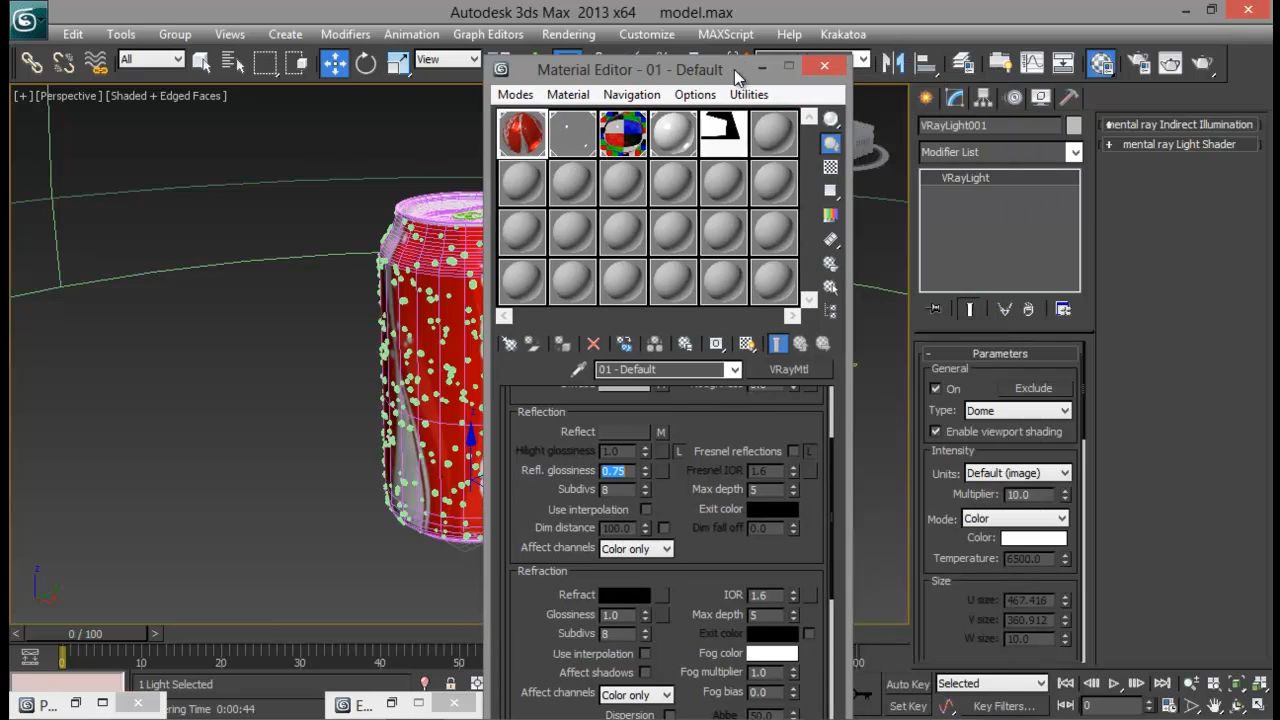 Autodesk 3ds Max 2013 x64 model.max
Edit Tools Group Views Create Modifiers Animation Graph Editors Rendering Customize MAXScript Help Krakatoa
All View
[+] [Perspective] [Shaded + Edged Faces]
Material Editor - 01 - Default
Modes Material Navigation Options Utilities
01 - Default VRayMtl
Reflection
Reflect M
Hilight glossiness 1.0 L Fresnel reflections L
Refl. glossiness 0.75 Fresnel IOR 1.6
Subdivs 8 Max depth 5
Use interpolation Exit color
Dim distance 100.0 Dim fall off 0.0
Affect channels Color only
Refraction
Refract IOR 1.6
Glossiness 1.0 Max depth 5
Subdivs 8 Exit color
Use interpolation Fog color
Affect shadows Fog multiplier 1.0
Affect channels Color only Fog bias 0.0
Dispersion Abbe 50.0
VRayLight001
Modifier List
VRayLight
mental ray Indirect Illumination
+ mental ray Light Shader
- Parameters
General
On Exclude
Type: Dome
Enable viewport shading
Intensity
Units: Default (image)
Multiplier: 10.0
Mode: Color
Color:
Temperature: 6500.0
Size
U size: 467.416
V size: 360.912
W size: 10.0
< 0 / 100 >
0 10 20 30 40 50
1 Light Selected
P...
E...
ering Time 0:00:44
Auto Key Selected
Set Key Key Filters... 0